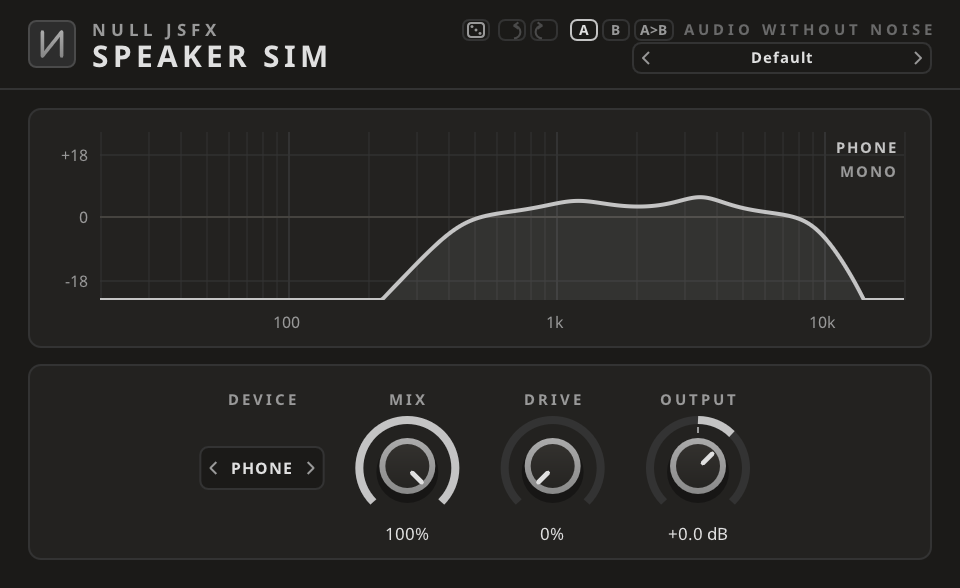 NULL JSFX
SPEAKER SIM
A B A>B AUDIO WITHOUT NOISE
Default
PHONE
MONO
+18
0
-18
100 1k 10k
DEVICE MIX DRIVE OUTPUT
PHONE
100% 0% +0.0 dB